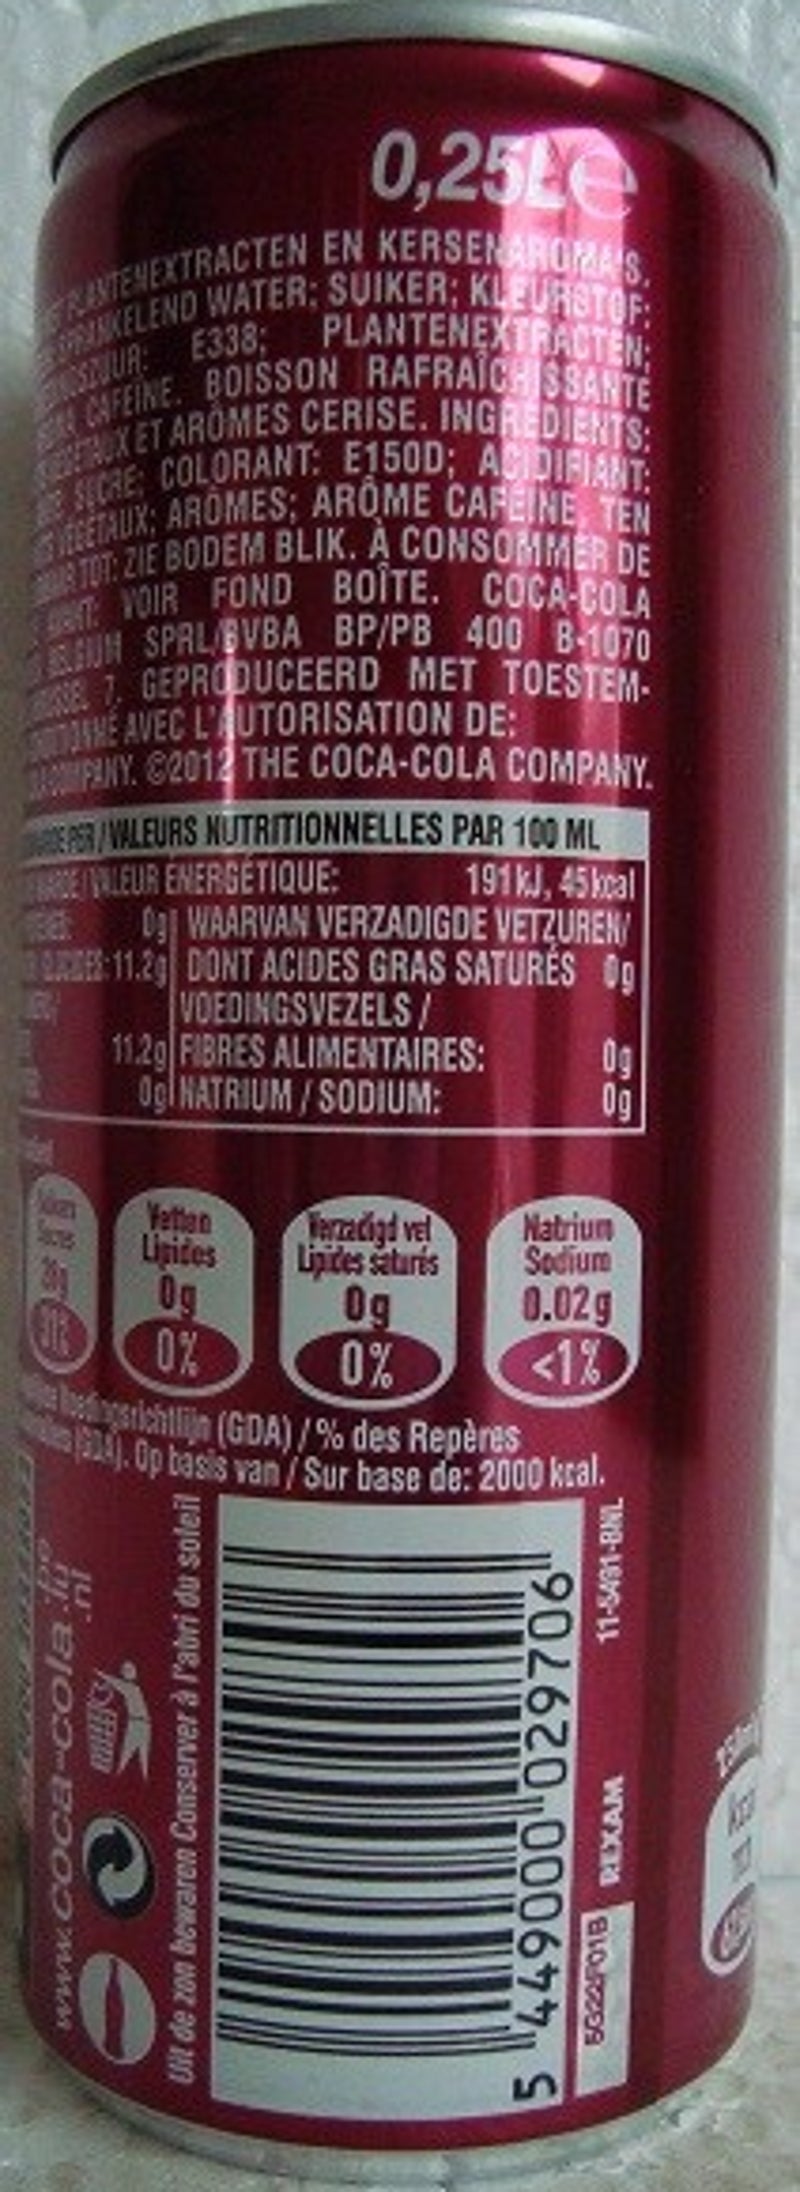 0,25L e
PLANTENEXTRACTEN EN KERSENAROMA'S.
WATER; SUIKER; KLEURSTOF:
E338; PLANTENEXTRACTEN;
CAFEÏNE. BOISSON RAFRAÎCHISSANTE
ET ARÔMES CERISE. INGRÉDIENTS:
SUCRE; COLORANT: E150D; ACIDIFIANT:
VÉGÉTAUX; ARÔMES; ARÔME CAFÉINE. TEN
TOT: ZIE BODEM BLIK. À CONSOMMER DE
VOIR FOND BOÎTE. COCA-COLA
BELGIUM SPRL/BVBA BP/PB 400 B-1070
7. GEPRODUCEERD MET TOESTEM-
AVEC L'AUTORISATION DE:
COMPANY. ©2012 THE COCA-COLA COMPANY.
PER / VALEURS NUTRITIONNELLES PAR 100 ML
/ VALEUR ÉNERGÉTIQUE: 191 kJ, 45 kcal
0g WAARVAN VERZADIGDE VETZUREN/
11.2g DONT ACIDES GRAS SATURÉS 0g
VOEDINGSVEZELS /
11.2g FIBRES ALIMENTAIRES: 0g
0g NATRIUM / SODIUM: 0g
Vetten
Lipides
0g
0%
Verzadigd vet
Lipides saturés
0g
0%
Natrium
Sodium
0.02g
<1%
(GDA) / % des Repères
(GDA). Op basis van / Sur base de: 2000 kcal.
www.coca-cola .be .lu .nl
Uit de zon bewaren Conserver à l'abri du soleil
5 449000 029706
11-5491-BNL
REXAM